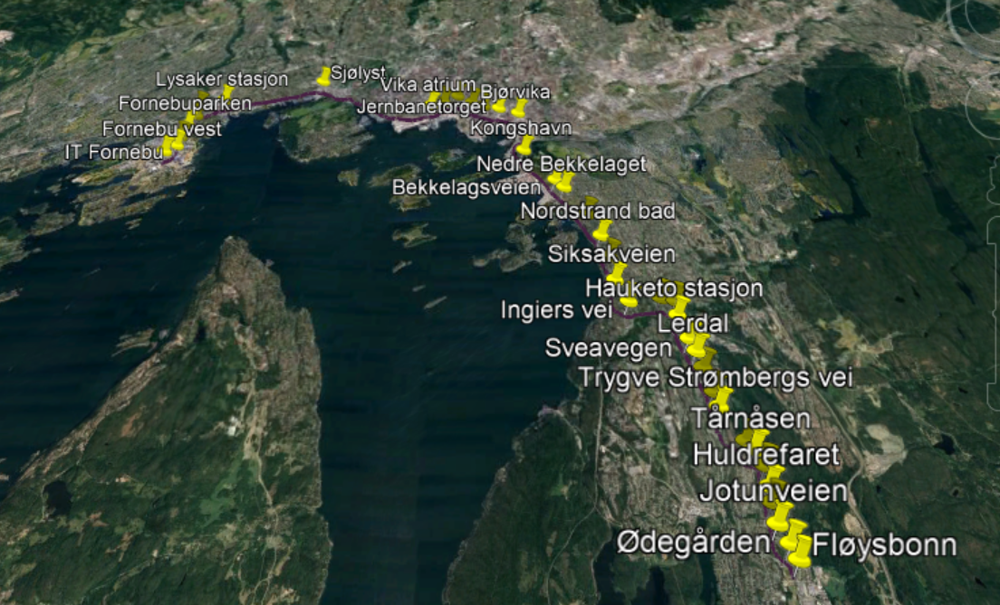 Lysaker stasjon
Sjølyst
Vika atrium
Bjørvika
Fornebuparken
Jernbanetorget
Fornebu vest
Kongshavn
IT Fornebu
Nedre Bekkelaget
Bekkelagsveien
Nordstrand bad
Siksakveien
Hauketo stasjon
Ingiers vei
Lerdal
Sveavegen
Trygve Strømbergs vei
Tårnåsen
Huldrefaret
Jotunveien
Ødegården
Fløysbonn